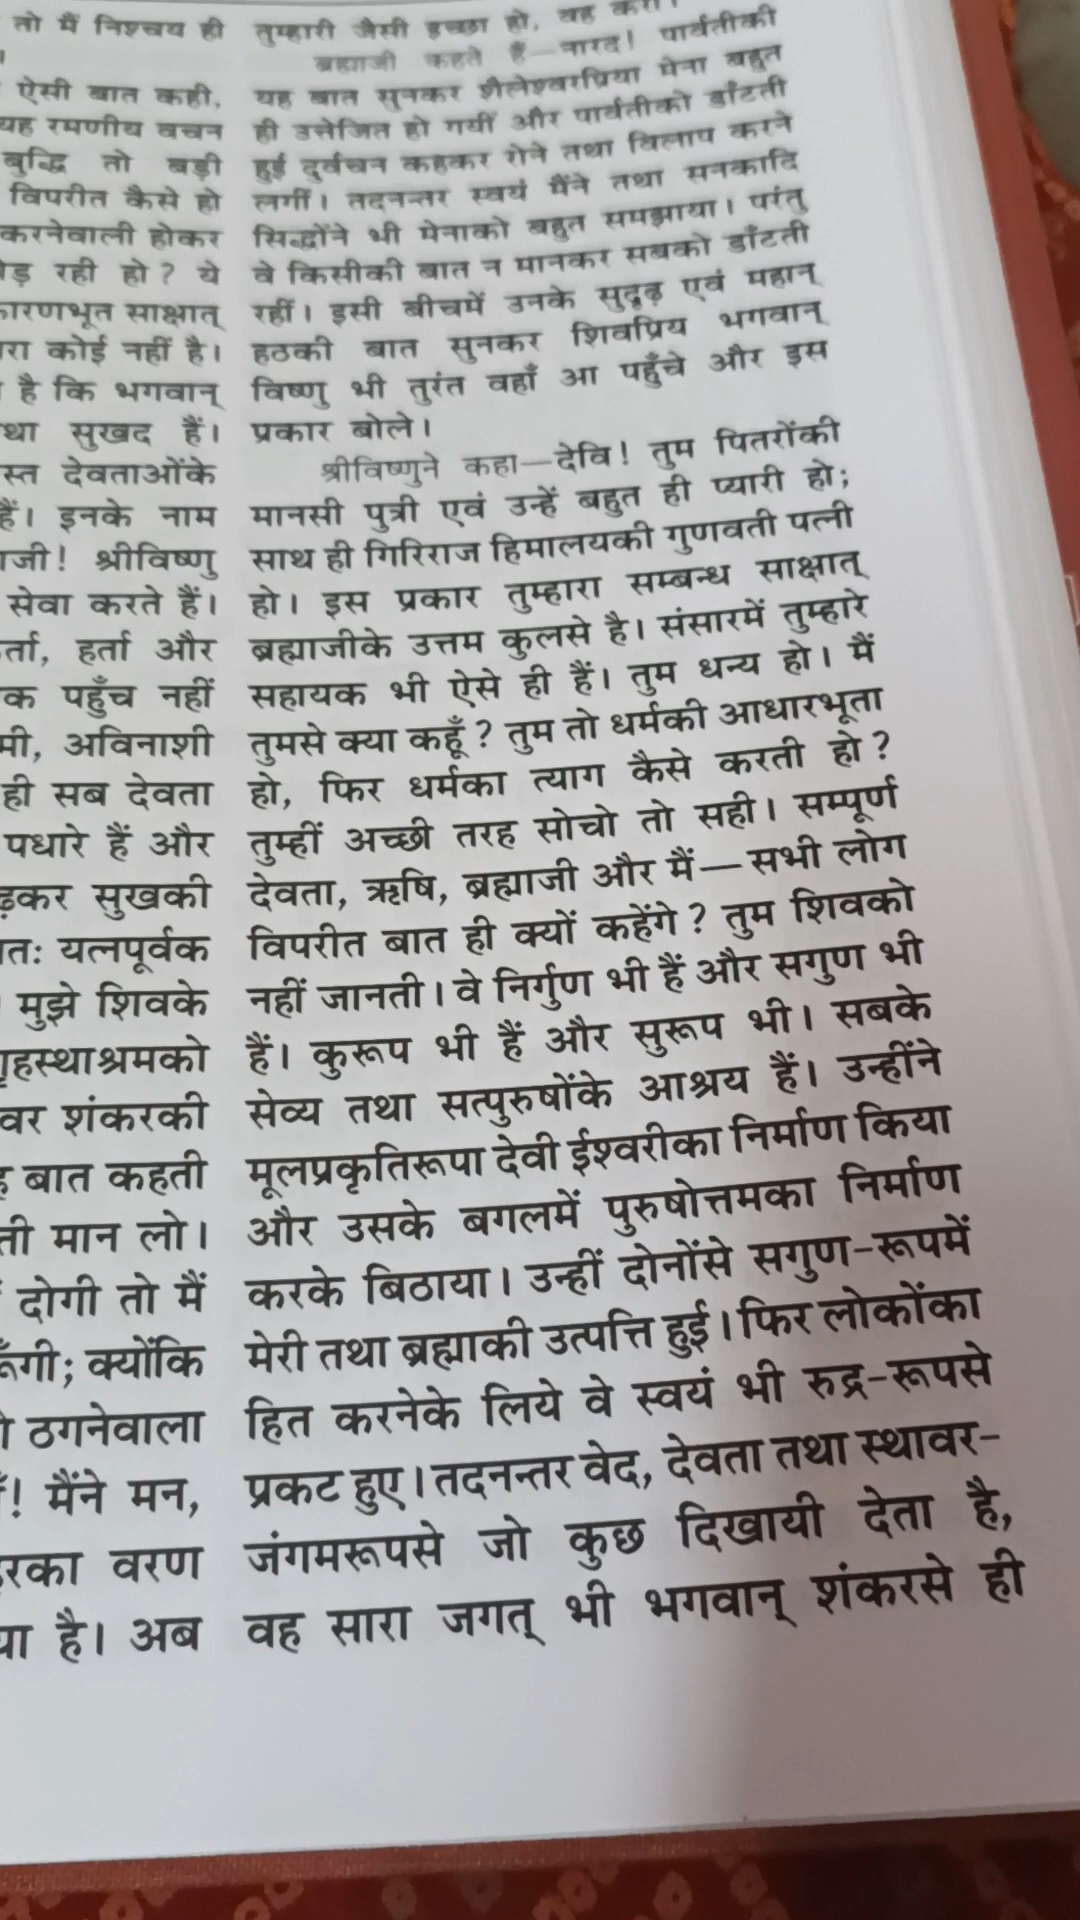 तो मैं निश्चय ही
ऐसी बात कही,
यह रमणीय वचन
बुद्धि तो बड़ी
विपरीत कैसे हो
करनेवाली होकर
रही हो? ये
कारणभूत साक्षात्
कोई नहीं है।
है कि भगवान्
सुखद हैं।
देवताओंके
हैं। इनके नाम
श्रीविष्णु
सेवा करते हैं।
हर्ता और
पहुँच नहीं
अविनाशी
ही सब देवता
पधारे हैं और
सुखकी
यत्नपूर्वक
मुझे शिवके
गृहस्थाश्रमको
शंकरकी
बात कहती
मान लो।
दोगी तो मैं
क्योंकि
ठगनेवाला
मैंने मन,
वरण
है। अब
तुम्हारी जैसी इच्छा हो, वह करो।
ब्रह्माजी कहते हैं—नारद! पार्वतीकी
यह बात सुनकर शैलेश्वरप्रिया मेना बहुत
ही उत्तेजित हो गयीं और पार्वतीको डाँटती
हुई दुर्वचन कहकर रोने तथा विलाप करने
लगीं। तदनन्तर स्वयं मैंने तथा सनकादि
सिद्धोंने भी मेनाको बहुत समझाया। परंतु
वे किसीकी बात न मानकर सबको डाँटती
रहीं। इसी बीचमें उनके सुदृढ़ एवं महान्
हठकी बात सुनकर शिवप्रिय भगवान्
विष्णु भी तुरंत वहाँ आ पहुँचे और इस
प्रकार बोले।
श्रीविष्णुने कहा—देवि! तुम पितरोंकी
मानसी पुत्री एवं उन्हें बहुत ही प्यारी हो;
साथ ही गिरिराज हिमालयकी गुणवती पत्नी
हो। इस प्रकार तुम्हारा सम्बन्ध साक्षात्
ब्रह्माजीके उत्तम कुलसे है। संसारमें तुम्हारे
सहायक भी ऐसे ही हैं। तुम धन्य हो। मैं
तुमसे क्या कहूँ? तुम तो धर्मकी आधारभूता
हो, फिर धर्मका त्याग कैसे करती हो?
तुम्हीं अच्छी तरह सोचो तो सही। सम्पूर्ण
देवता, ऋषि, ब्रह्माजी और मैं—सभी लोग
विपरीत बात ही क्यों कहेंगे? तुम शिवको
नहीं जानती। वे निर्गुण भी हैं और सगुण भी
हैं। कुरूप भी हैं और सुरूप भी। सबके
सेव्य तथा सत्पुरुषोंके आश्रय हैं। उन्हींने
मूलप्रकृतिरूपा देवी ईश्वरीका निर्माण किया
और उसके बगलमें पुरुषोत्तमका निर्माण
करके बिठाया। उन्हीं दोनोंसे सगुण-रूपमें
मेरी तथा ब्रह्माकी उत्पत्ति हुई। फिर लोकोंका
हित करनेके लिये वे स्वयं भी रुद्र-रूपसे
प्रकट हुए। तदनन्तर वेद, देवता तथा स्थावर-
जंगमरूपसे जो कुछ दिखायी देता है,
वह सारा जगत् भी भगवान् शंकरसे ही